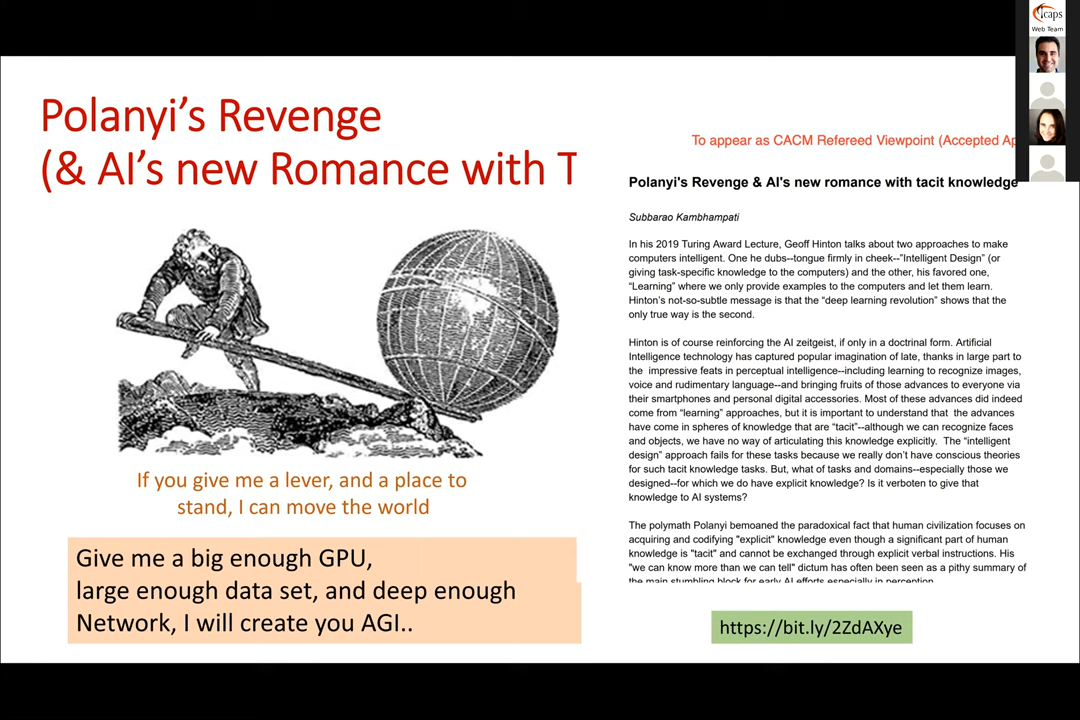 Polanyi's Revenge
(& AI's new Romance with T
If you give me a lever, and a place to
stand, I can move the world
Give me a big enough GPU,
large enough data set, and deep enough
Network, I will create you AGI..
To appear as CACM Refereed Viewpoint (Accepted Ap
Polanyi's Revenge & AI's new romance with tacit knowledge
Subbarao Kambhampati
In his 2019 Turing Award Lecture, Geoff Hinton talks about two approaches to make
computers intelligent. One he dubs--tongue firmly in cheek--"Intelligent Design" (or
giving task-specific knowledge to the computers) and the other, his favored one,
"Learning" where we only provide examples to the computers and let them learn.
Hinton's not-so-subtle message is that the "deep learning revolution" shows that the
only true way is the second.
Hinton is of course reinforcing the AI zeitgeist, if only in a doctrinal form. Artificial
Intelligence technology has captured popular imagination of late, thanks in large part to
the impressive feats in perceptual intelligence--including learning to recognize images,
voice and rudimentary language--and bringing fruits of those advances to everyone via
their smartphones and personal digital accessories. Most of these advances did indeed
come from "learning" approaches, but it is important to understand that the advances
have come in spheres of knowledge that are "tacit"--although we can recognize faces
and objects, we have no way of articulating this knowledge explicitly. The "intelligent
design" approach fails for these tasks because we really don't have conscious theories
for such tacit knowledge tasks. But, what of tasks and domains--especially those we
designed--for which we do have explicit knowledge? Is it verboten to give that
knowledge to AI systems?
The polymath Polanyi bemoaned the paradoxical fact that human civilization focuses on
acquiring and codifying "explicit" knowledge even though a significant part of human
knowledge is "tacit" and cannot be exchanged through explicit verbal instructions. His
"we can know more than we can tell" dictum has often been seen as a pithy summary of
the main stumbling block for early AI efforts especially in perception.
https://bit.ly/2ZdAXye
icaps
Web Team